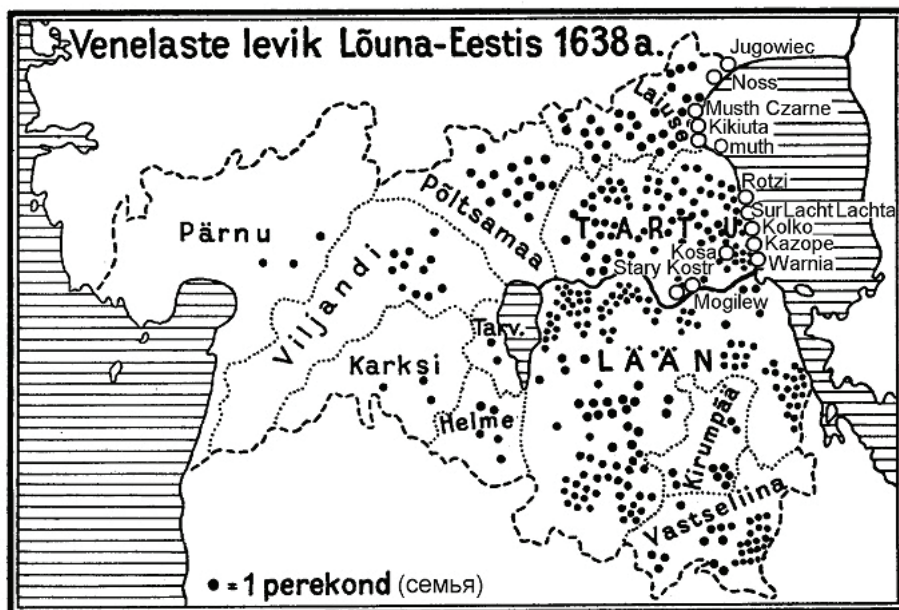 Venelaste levik Lõuna-Eestis 1638 a.
Jugowiec
Noss
Laiuse
Musth Czarne
Kikiuta
Omuth
Põltsamaa
Rotzi
TARTU
SurLacht Lachta
Pärnu
Kolko
Kosa
Kazope
Stary Kostr
Warnia
Viljandi
Mogilew
Tarv.
Karksi
LÄÄN
Helme
Kirumpää
Vastseliina
• = 1 perekond (семья)